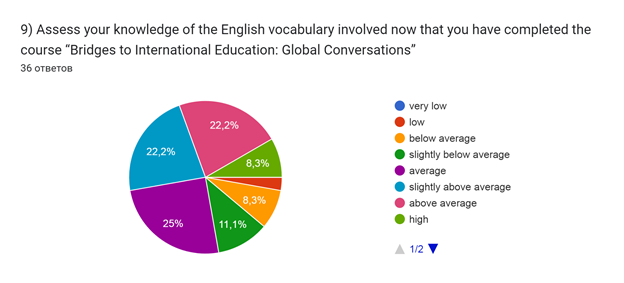 9) Assess your knowledge of the English vocabulary involved now that you have completed the
course “Bridges to International Education: Global Conversations”
36 ответов
22,2%
22,2%
8,3%
8,3%
25%
11,1%
very low
low
below average
slightly below average
average
slightly above average
above average
high
1/2